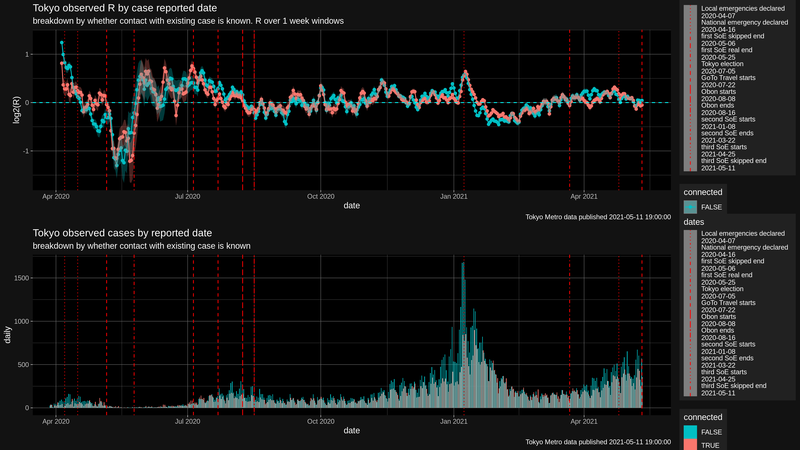 Tokyo observed R by case reported date
breakdown by whether contact with existing case is known. R over 1 week windows
1
0
-1
log2(R)
Apr 2020
Jul 2020
Oct 2020
Jan 2021
Apr 2021
date
Tokyo Metro data published 2021-05-11 19:00:00
Local emergencies declared
2020-04-07
National emergency declared
2020-04-16
first SoE skipped end
2020-05-06
first SoE real end
2020-05-25
Tokyo election
2020-07-05
GoTo Travel starts
2020-07-22
Obon starts
2020-08-08
Obon ends
2020-08-16
second SoE starts
2021-01-08
second SoE ends
2021-03-22
third SoE starts
2021-04-25
third SoE skipped end
2021-05-11
connected
FALSE
Tokyo observed cases by reported date
breakdown by whether contact with existing case is known
1500
1000
500
0
daily
Apr 2020
Jul 2020
Oct 2020
Jan 2021
Apr 2021
date
Tokyo Metro data published 2021-05-11 19:00:00
dates
Local emergencies declared
2020-04-07
National emergency declared
2020-04-16
first SoE skipped end
2020-05-06
first SoE real end
2020-05-25
Tokyo election
2020-07-05
GoTo Travel starts
2020-07-22
Obon starts
2020-08-08
Obon ends
2020-08-16
second SoE starts
2021-01-08
second SoE ends
2021-03-22
third SoE starts
2021-04-25
third SoE skipped end
2021-05-11
connected
FALSE
TRUE